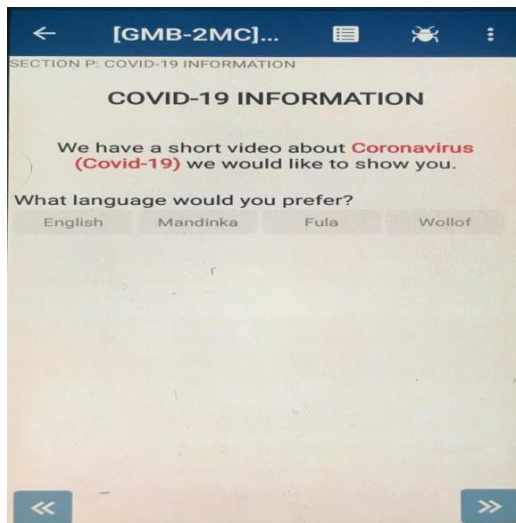 [GMB-2MC]...
SECTION P: COVID-19 INFORMATION
COVID-19 INFORMATION
We have a short video about Coronavirus
(Covid-19) we would like to show you.
What language would you prefer?
English Mandinka Fula Wollof